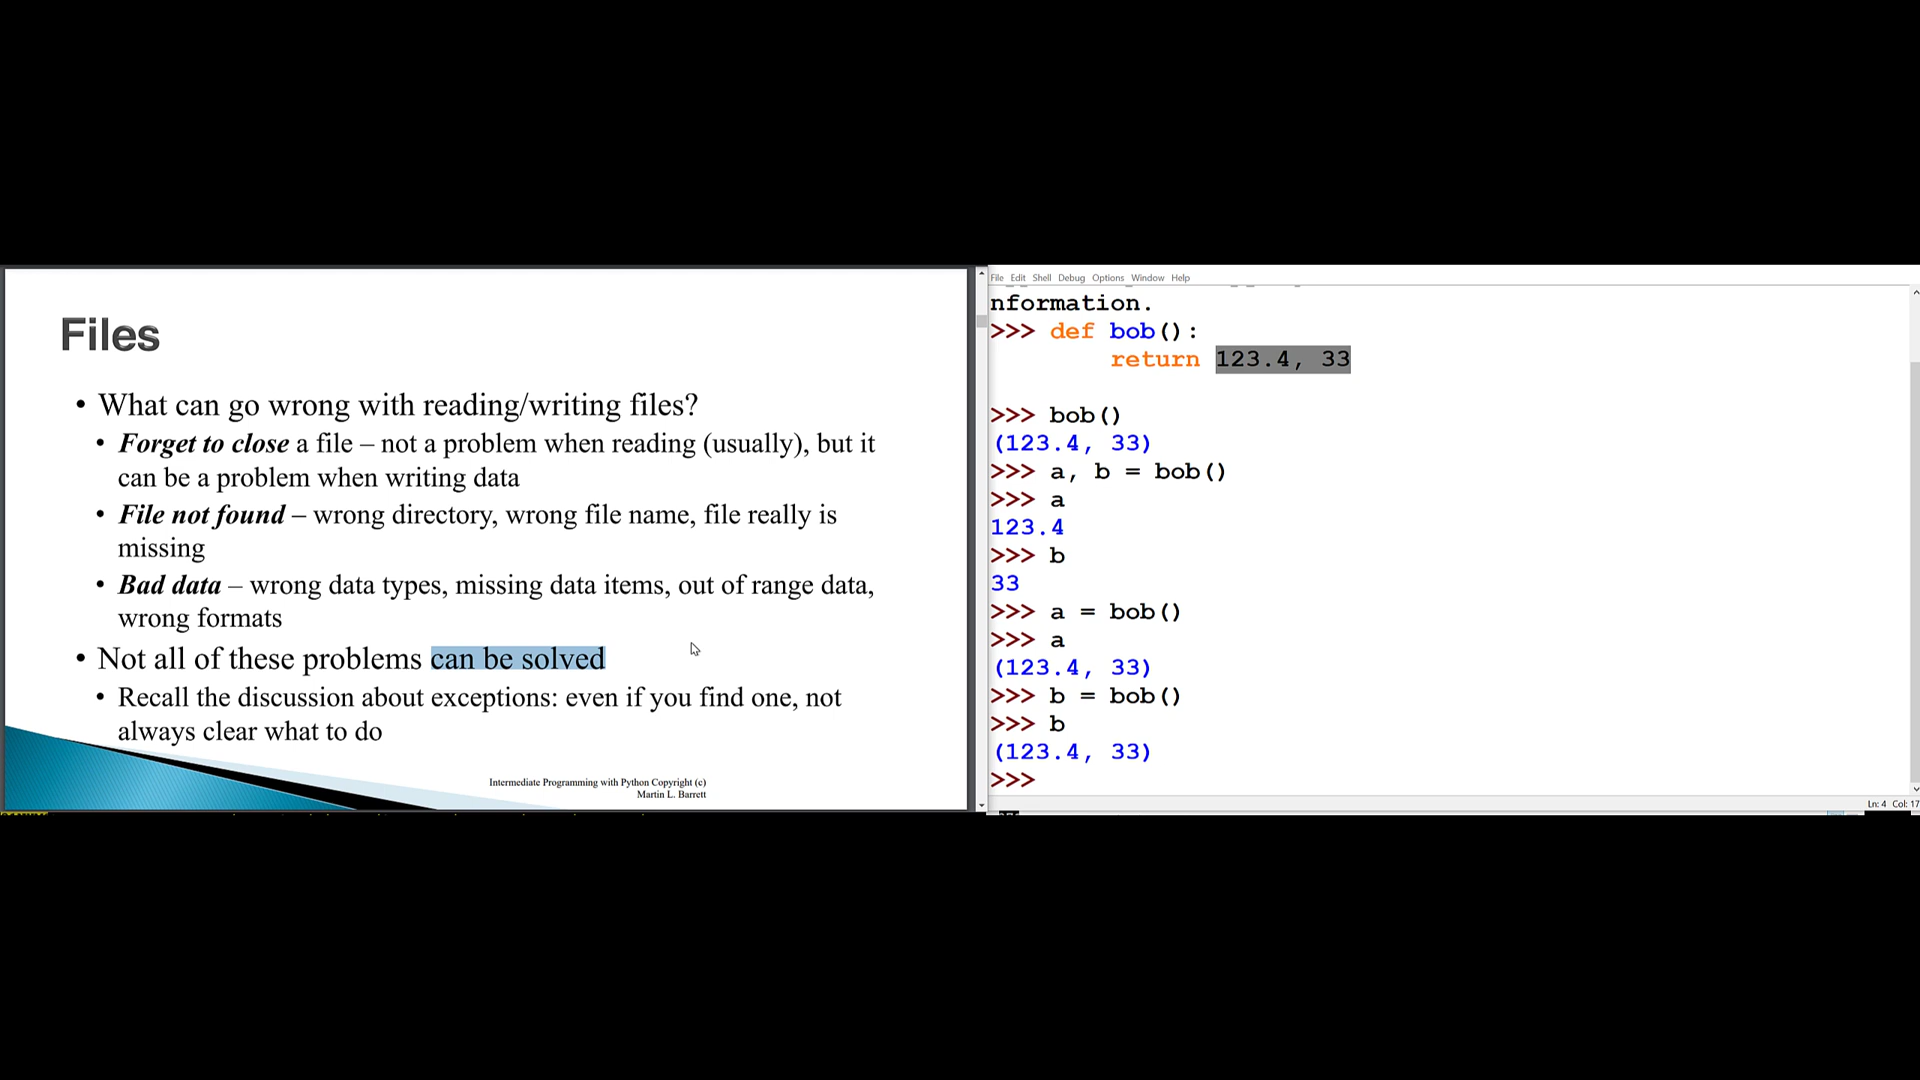 Files
• What can go wrong with reading/writing files?
• Forget to close a file – not a problem when reading (usually), but it
can be a problem when writing data
• File not found – wrong directory, wrong file name, file really is
missing
• Bad data – wrong data types, missing data items, out of range data,
wrong formats
• Not all of these problems can be solved
• Recall the discussion about exceptions: even if you find one, not
always clear what to do
Intermediate Programming with Python Copyright (c)
Martin L. Barrett
File Edit Shell Debug Options Window Help
nformation.
>>> def bob():
return 123.4, 33
>>> bob()
(123.4, 33)
>>> a, b = bob()
>>> a
123.4
>>> b
33
>>> a = bob()
>>> a
(123.4, 33)
>>> b = bob()
>>> b
(123.4, 33)
>>>
Ln: 4 Col: 17